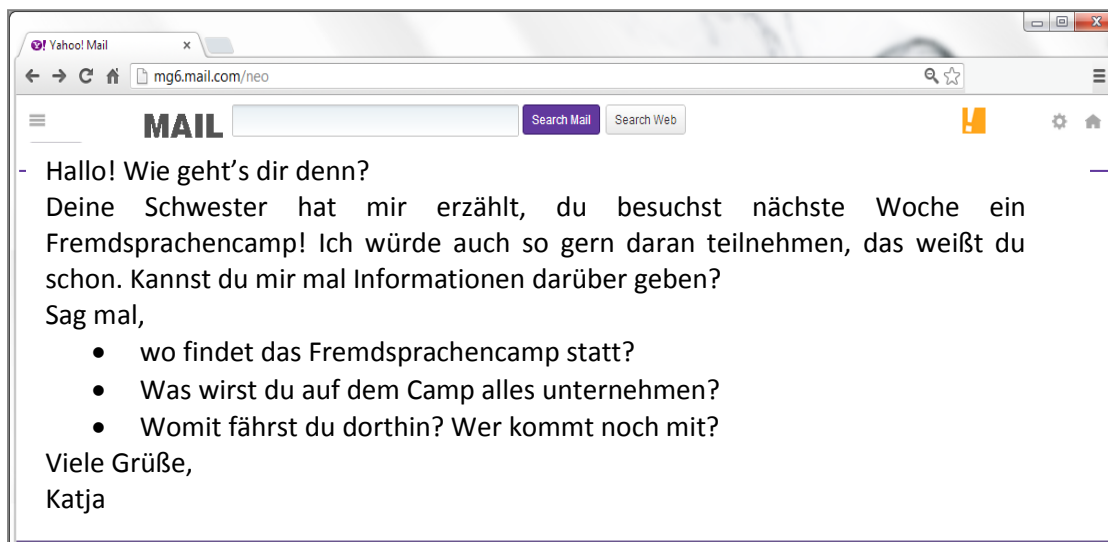 Yahoo! Mail
mg6.mail.com/neo
MAIL Search Mail Search Web
Hallo! Wie geht’s dir denn?
Deine Schwester hat mir erzählt, du besuchst nächste Woche ein
Fremdsprachencamp! Ich würde auch so gern daran teilnehmen, das weißt du
schon. Kannst du mir mal Informationen darüber geben?
Sag mal,
• wo findet das Fremdsprachencamp statt?
• Was wirst du auf dem Camp alles unternehmen?
• Womit fährst du dorthin? Wer kommt noch mit?
Viele Grüße,
Katja